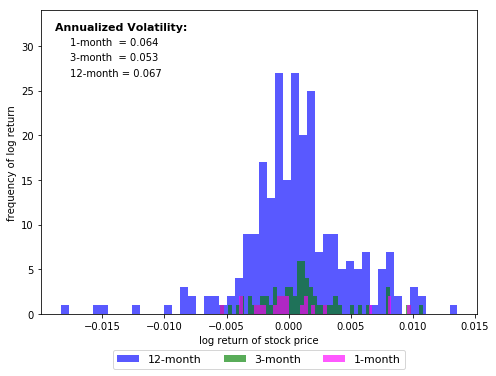 Annualized Volatility:
1-month = 0.064
3-month = 0.053
12-month = 0.067
frequency of log return
30
25
20
15
10
5
0
−0.015 −0.010 −0.005 0.000 0.005 0.010 0.015
log return of stock price
12-month 3-month 1-month